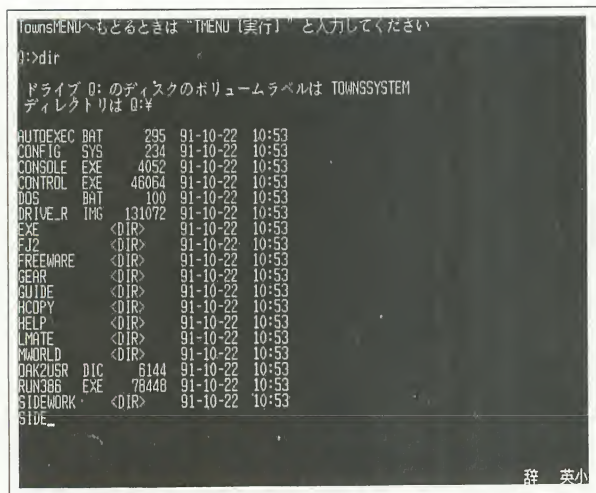 TownsMENUへもどるときは “TMENU [実行]” と入力してください
Q:>dir
ドライブ Q: のディスクのボリュームラベルは TOWNSSYSTEM
ディレクトリは Q:¥
AUTOEXEC BAT 295 91-10-22 10:53
CONFIG SYS 234 91-10-22 10:53
CONSOLE EXE 4052 91-10-22 10:53
CONTROL EXE 46064 91-10-22 10:53
DOS BAT 100 91-10-22 10:53
DRIVE_R IMG 131072 91-10-22 10:53
EXE <DIR> 91-10-22 10:53
FJ2 <DIR> 91-10-22 10:53
FREEWARE <DIR> 91-10-22 10:53
GEAR <DIR> 91-10-22 10:53
GUIDE <DIR> 91-10-22 10:53
HCOPY <DIR> 91-10-22 10:53
HELP <DIR> 91-10-22 10:53
LMATE <DIR> 91-10-22 10:53
MWORLD <DIR> 91-10-22 10:53
OAK2USR DIC 6144 91-10-22 10:53
RUN386 EXE 78448 91-10-22 10:53
SIDEWORK <DIR> 91-10-22 10:53
SIDE_
辞 英小